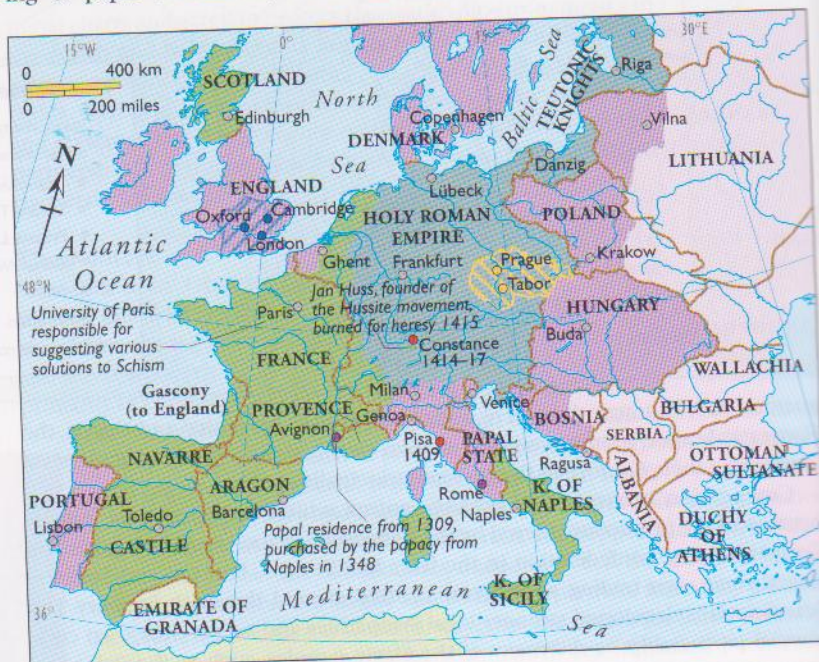 15°W
0°
30°E
0 400 km
0 200 miles
N
SCOTLAND
Edinburgh
North
Sea
Baltic
Sea
TEUTONIC
KNIGHTS
Riga
Copenhagen
DENMARK
Vilna
Danzig
LITHUANIA
ENGLAND
Oxford
Cambridge
London
Lübeck
HOLY ROMAN
EMPIRE
POLAND
Atlantic
Ocean
Ghent
Frankfurt
Prague
Tabor
Krakow
48°N
University of Paris
responsible for
suggesting various
solutions to Schism
Paris
Jan Huss, founder of
the Hussite movement,
burned for heresy 1415
Constance
1414–17
HUNGARY
Buda
FRANCE
WALLACHIA
Gascony
(to England)
PROVENCE
Avignon
Milan
Genoa
Venice
BOSNIA
SERBIA
BULGARIA
Pisa
1409
PAPAL
STATE
Ragusa
OTTOMAN
SULTANATE
NAVARRE
PORTUGAL
Lisbon
ARAGON
Barcelona
Toledo
CASTILE
Rome
Naples
K. OF
NAPLES
ALBANIA
DUCHY
OF
ATHENS
Papal residence from 1309,
purchased by the papacy from
Naples in 1348
Mediterranean
Sea
K. OF
SICILY
36°
EMIRATE OF
GRANADA